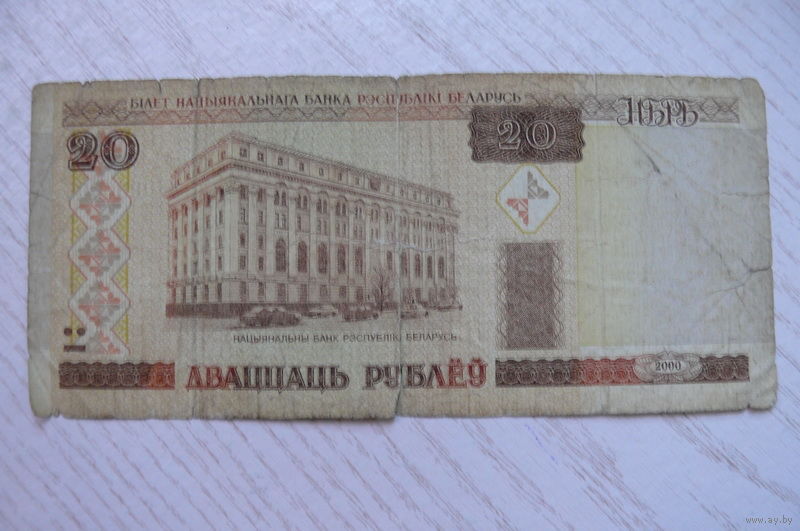 БІЛЕТ НАЦЫЯНАЛЬНАГА БАНКА РЭСПУБЛІКІ БЕЛАРУСЬ
НБРБ
20
20
НАЦЫЯНАЛЬНЫ БАНК РЭСПУБЛІКІ БЕЛАРУСЬ
ДВАЦЦАЦЬ РУБЛЁЎ
2000
www.ay.by